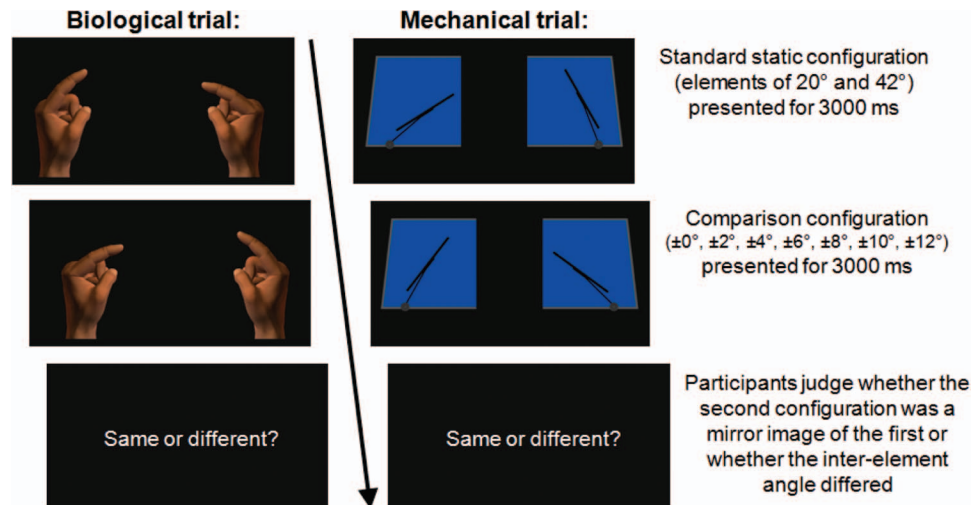 Biological trial:
Mechanical trial:
Standard static configuration
(elements of 20° and 42°)
presented for 3000 ms
Comparison configuration
(±0°, ±2°, ±4°, ±6°, ±8°, ±10°, ±12°)
presented for 3000 ms
Same or different?
Same or different?
Participants judge whether the
second configuration was a
mirror image of the first or
whether the inter-element
angle differed